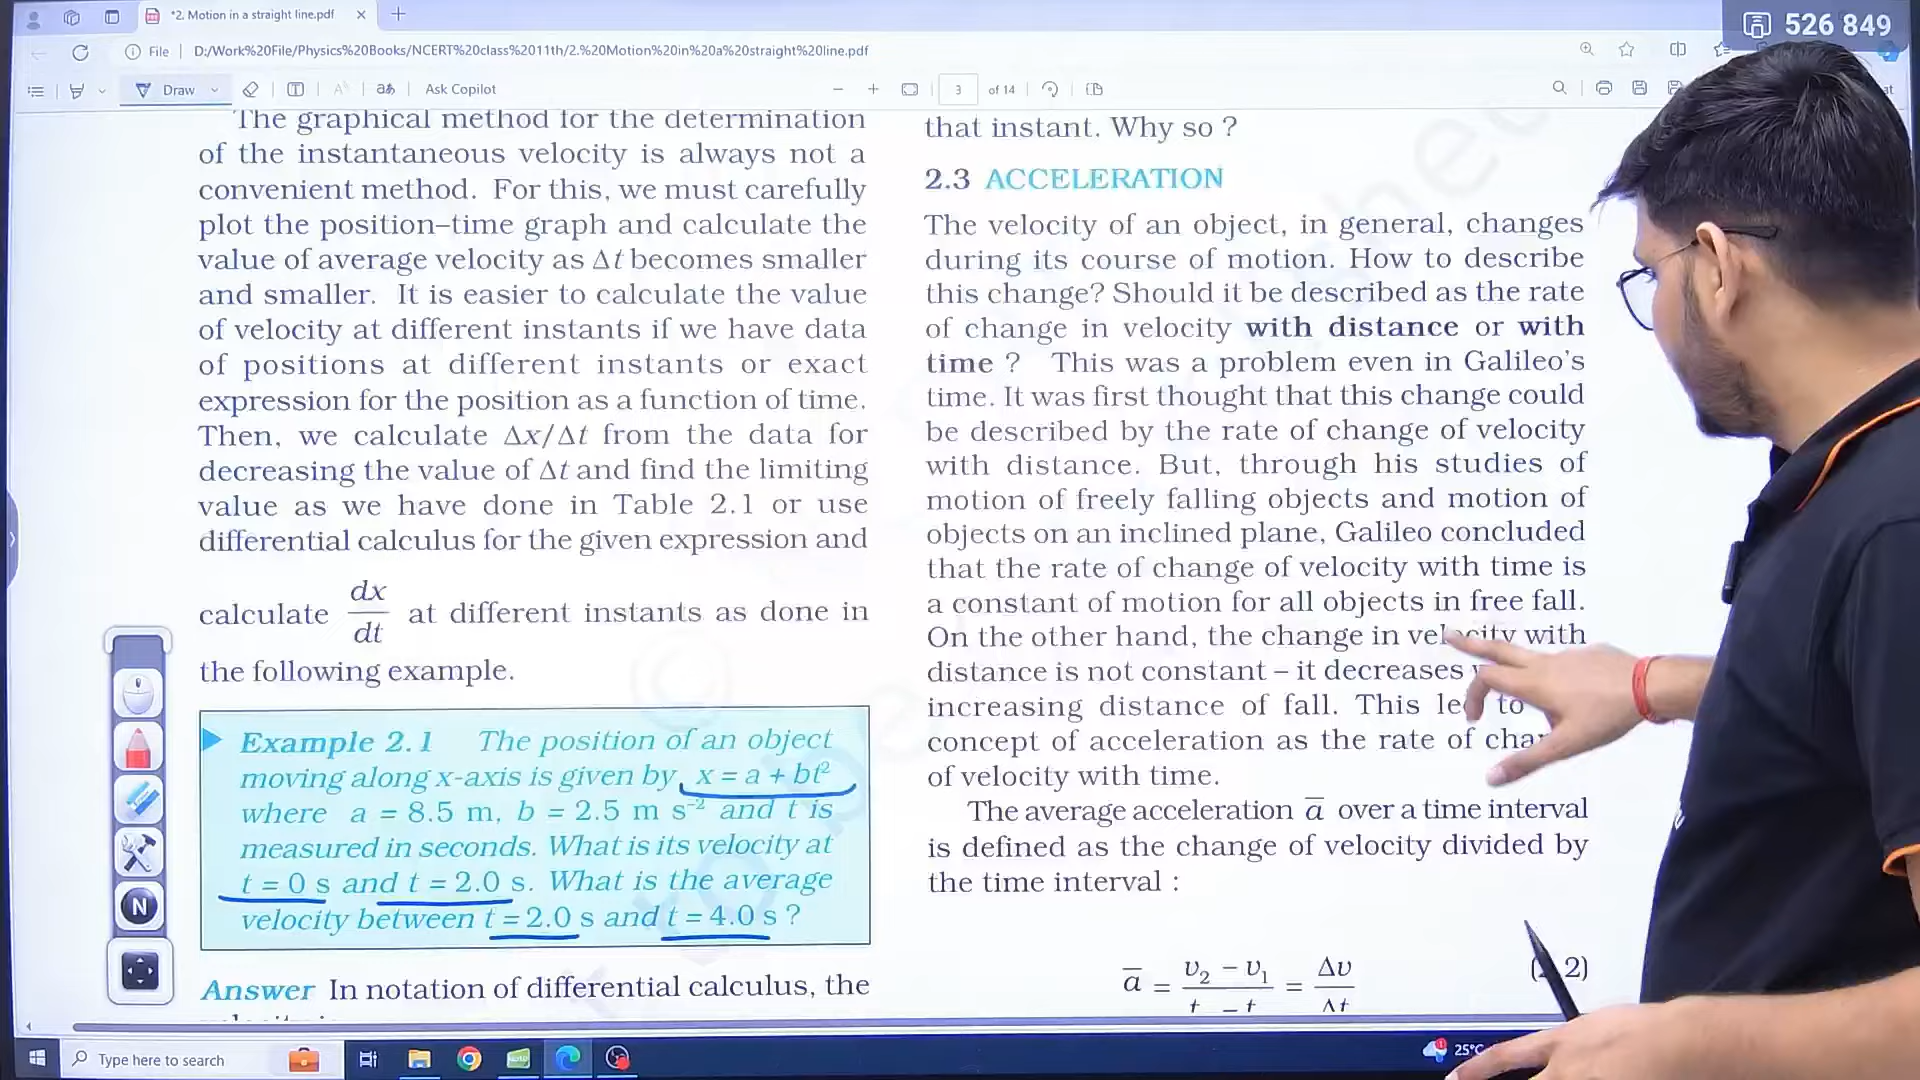 *2. Motion in a straight line.pdf
526 849
File D:/Work%20File/Physics%20Books/NCERT%20class%2011th/2.%20Motion%20in%20a%20straight%20line.pdf
Draw
Ask Copilot
3 of 14
The graphical method for the determination
of the instantaneous velocity is always not a
convenient method. For this, we must carefully
plot the position–time graph and calculate the
value of average velocity as Δt becomes smaller
and smaller. It is easier to calculate the value
of velocity at different instants if we have data
of positions at different instants or exact
expression for the position as a function of time.
Then, we calculate Δx/Δt from the data for
decreasing the value of Δt and find the limiting
value as we have done in Table 2.1 or use
differential calculus for the given expression and
calculate dx/dt at different instants as done in
the following example.
Example 2.1 The position of an object
moving along x-axis is given by x = a + bt²
where a = 8.5 m, b = 2.5 m s⁻² and t is
measured in seconds. What is its velocity at
t = 0 s and t = 2.0 s. What is the average
velocity between t = 2.0 s and t = 4.0 s ?
Answer In notation of differential calculus, the
that instant. Why so ?
2.3 ACCELERATION
The velocity of an object, in general, changes
during its course of motion. How to describe
this change? Should it be described as the rate
of change in velocity with distance or with
time ? This was a problem even in Galileo's
time. It was first thought that this change could
be described by the rate of change of velocity
with distance. But, through his studies of
motion of freely falling objects and motion of
objects on an inclined plane, Galileo concluded
that the rate of change of velocity with time is
a constant of motion for all objects in free fall.
On the other hand, the change in velocity with
distance is not constant – it decreases
increasing distance of fall. This led to
concept of acceleration as the rate of
of velocity with time.
The average acceleration a̅ over a time interval
is defined as the change of velocity divided by
the time interval :
a̅ = (υ₂ – υ₁)/(t – t) = Δυ/Δt
N
Type here to search
25°C